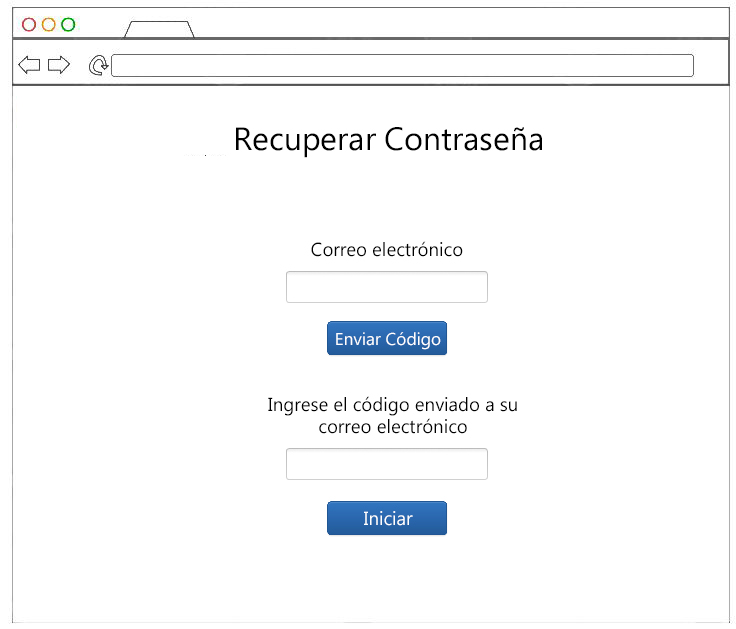 Recuperar Contraseña
Correo electrónico
Enviar Código
Ingrese el código enviado a su
correo electrónico
Iniciar